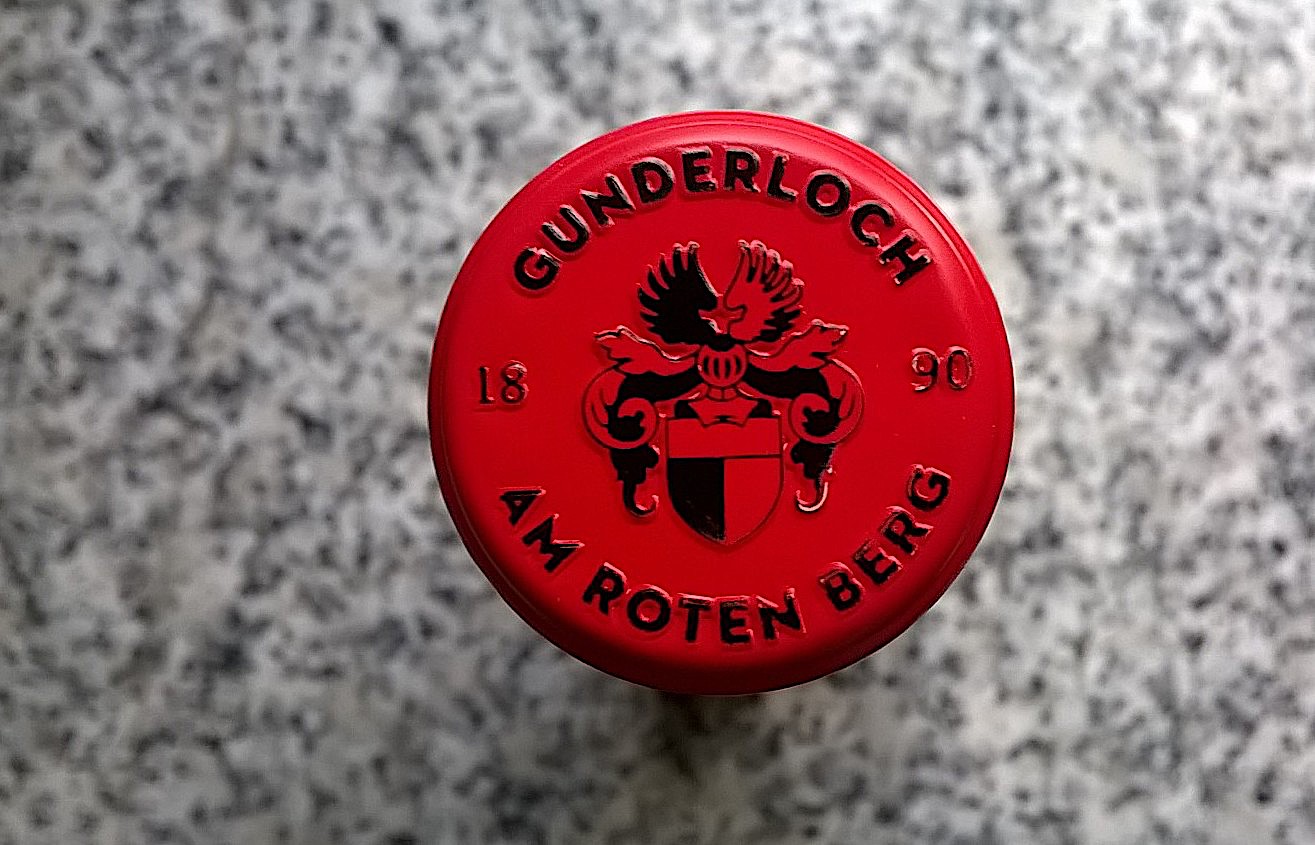 GUNDERLOCH
18 90
AM ROTEN BERG